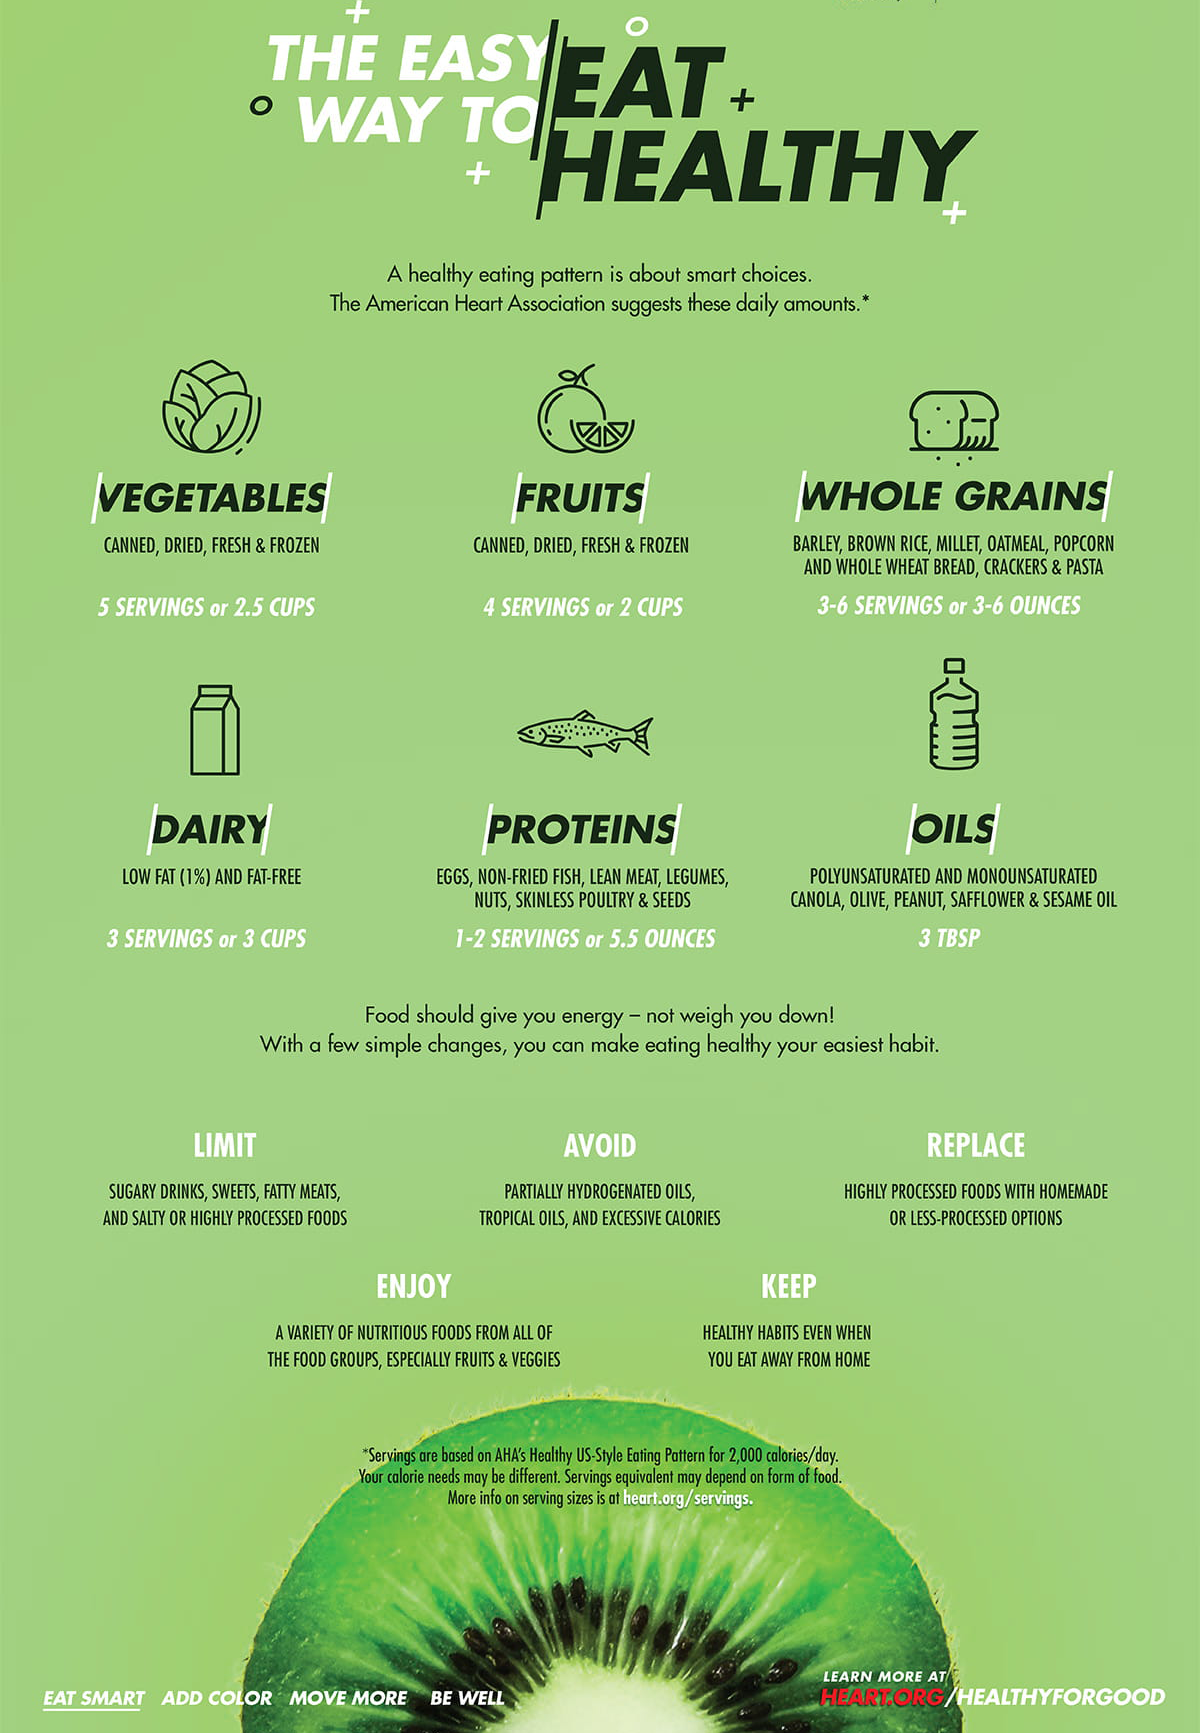 THE EASY
WAY TO
EAT
HEALTHY
A healthy eating pattern is about smart choices.
The American Heart Association suggests these daily amounts.*
VEGETABLES
CANNED, DRIED, FRESH & FROZEN
5 SERVINGS or 2.5 CUPS
FRUITS
CANNED, DRIED, FRESH & FROZEN
4 SERVINGS or 2 CUPS
WHOLE GRAINS
BARLEY, BROWN RICE, MILLET, OATMEAL, POPCORN
AND WHOLE WHEAT BREAD, CRACKERS & PASTA
3-6 SERVINGS or 3-6 OUNCES
DAIRY
LOW FAT (1%) AND FAT-FREE
3 SERVINGS or 3 CUPS
PROTEINS
EGGS, NON-FRIED FISH, LEAN MEAT, LEGUMES,
NUTS, SKINLESS POULTRY & SEEDS
1-2 SERVINGS or 5.5 OUNCES
OILS
POLYUNSATURATED AND MONOUNSATURATED
CANOLA, OLIVE, PEANUT, SAFFLOWER & SESAME OIL
3 TBSP
Food should give you energy – not weigh you down!
With a few simple changes, you can make eating healthy your easiest habit.
LIMIT
SUGARY DRINKS, SWEETS, FATTY MEATS,
AND SALTY OR HIGHLY PROCESSED FOODS
AVOID
PARTIALLY HYDROGENATED OILS,
TROPICAL OILS, AND EXCESSIVE CALORIES
REPLACE
HIGHLY PROCESSED FOODS WITH HOMEMADE
OR LESS-PROCESSED OPTIONS
ENJOY
A VARIETY OF NUTRITIOUS FOODS FROM ALL OF
THE FOOD GROUPS, ESPECIALLY FRUITS & VEGGIES
KEEP
HEALTHY HABITS EVEN WHEN
YOU EAT AWAY FROM HOME
*Servings are based on AHA's Healthy US-Style Eating Pattern for 2,000 calories/day.
Your calorie needs may be different. Servings equivalent may depend on form of food.
More info on serving sizes is at heart.org/servings.
EAT SMART ADD COLOR MOVE MORE BE WELL
LEARN MORE AT
HEART.ORG/HEALTHYFORGOOD